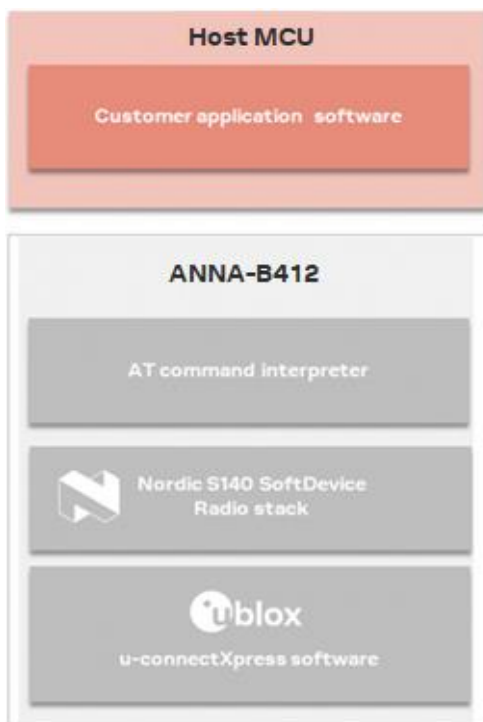 Host MCU
Customer application software
ANNA-B412
AT command interpreter
Nordic S140 SoftDevice
Radio stack
ublox
u-connectXpress software